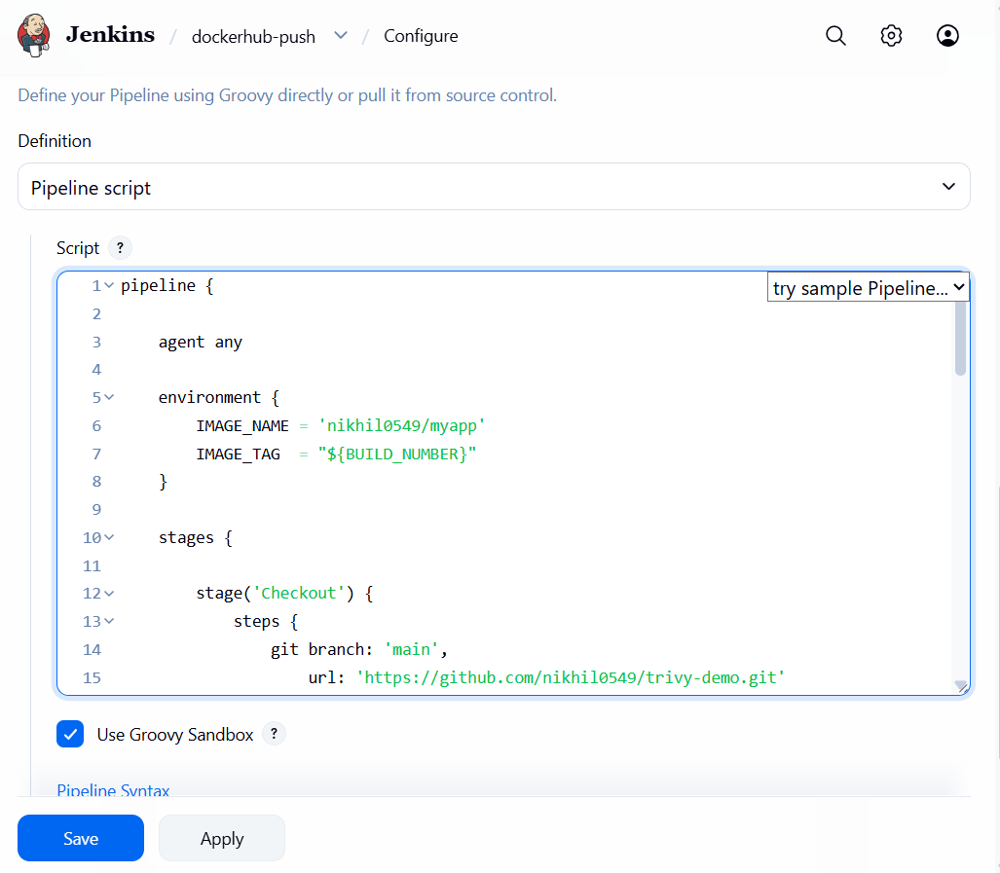 Jenkins / dockerhub-push / Configure
Define your Pipeline using Groovy directly or pull it from source control.
Definition
Pipeline script
Script ?
try sample Pipeline...
1 pipeline {
2
3     agent any
4
5     environment {
6         IMAGE_NAME = 'nikhil0549/myapp'
7         IMAGE_TAG  = "${BUILD_NUMBER}"
8     }
9
10     stages {
11
12         stage('Checkout') {
13             steps {
14                 git branch: 'main',
15                     url: 'https://github.com/nikhil0549/trivy-demo.git'
Use Groovy Sandbox ?
Pipeline Syntax
Save Apply